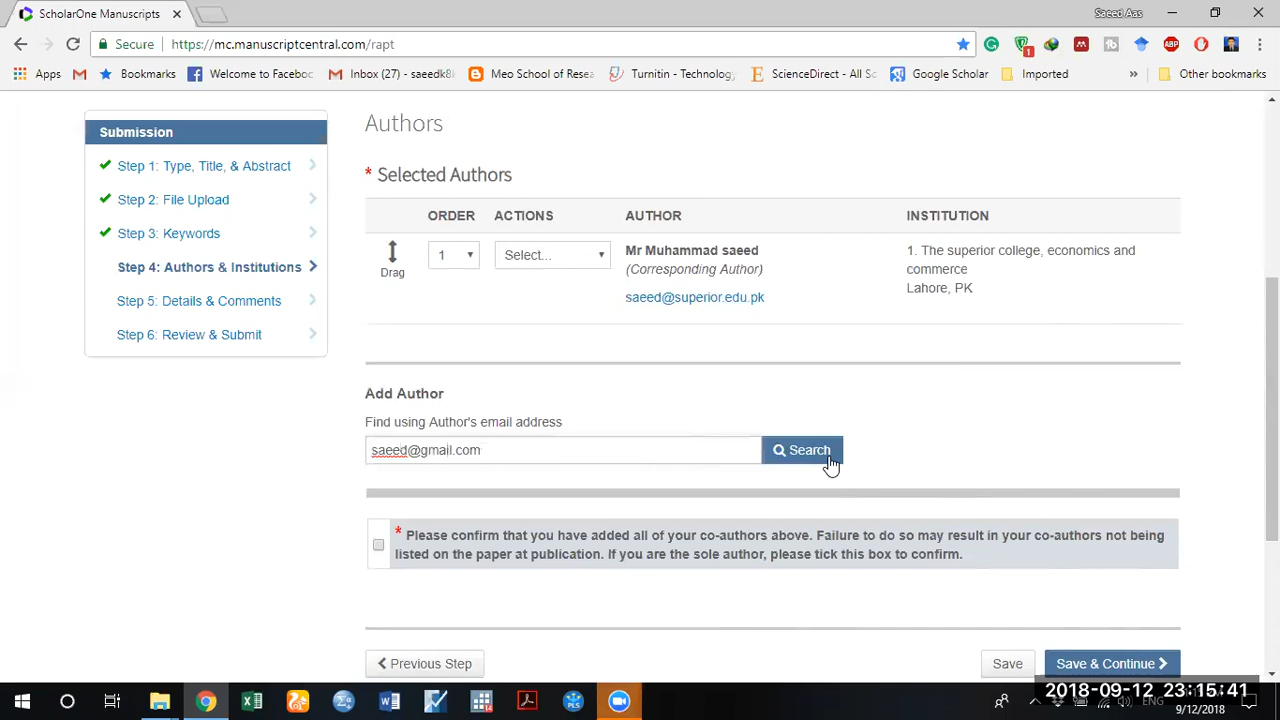 ScholarOne Manuscripts
Saeed Aas
Secure
https://mc.manuscriptcentral.com/rapt
1
Apps
Bookmarks
Welcome to Faceboo
Inbox (27) - saeedk8
Meo School of Resea
Turnitin - Technology
ScienceDirect - All Sc
Google Scholar
Imported
»
Other bookmarks
Submission
Step 1: Type, Title, & Abstract
Step 2: File Upload
Step 3: Keywords
Step 4: Authors & Institutions
Step 5: Details & Comments
Step 6: Review & Submit
Authors
* Selected Authors
ORDER ACTIONS AUTHOR INSTITUTION
Drag
1
Select...
Mr Muhammad saeed
(Corresponding Author)
saeed@superior.edu.pk
1. The superior college, economics and
commerce
Lahore, PK
Add Author
Find using Author's email address
saeed@gmail.com
Search
* Please confirm that you have added all of your co-authors above. Failure to do so may result in your co-authors not being
listed on the paper at publication. If you are the sole author, please tick this box to confirm.
Previous Step
Save
Save & Continue
2018-09-12 23:15:41
ENG
9/12/2018